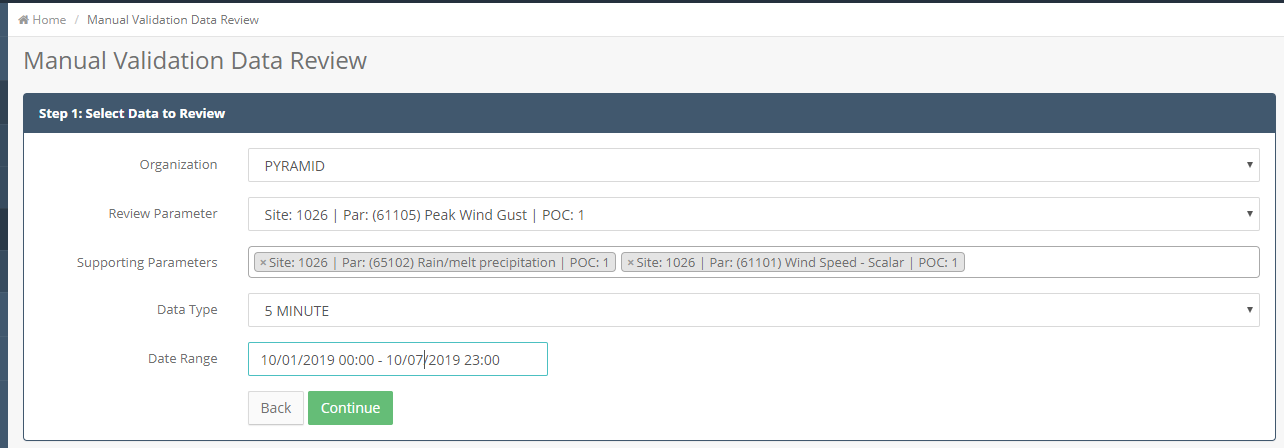 Home / Manual Validation Data Review
Manual Validation Data Review
Step 1: Select Data to Review
Organization PYRAMID
Review Parameter Site: 1026 | Par: (61105) Peak Wind Gust | POC: 1
Supporting Parameters ×Site: 1026 | Par: (65102) Rain/melt precipitation | POC: 1 ×Site: 1026 | Par: (61101) Wind Speed - Scalar | POC: 1
Data Type 5 MINUTE
Date Range 10/01/2019 00:00 - 10/07/2019 23:00
Back Continue